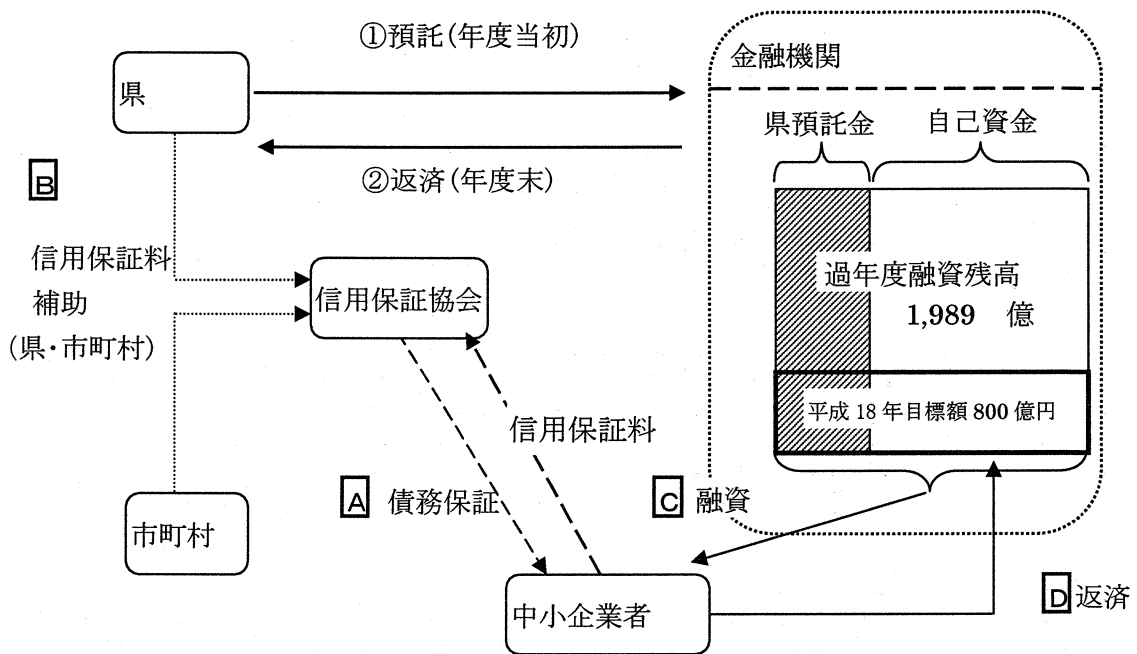 ①預託(年度当初)
金融機関
県
県預託金 自己資金
②返済(年度末)
B
信用保証料
補助
(県・市町村)
信用保証協会
過年度融資残高
1,989 億
平成 18 年目標額 800 億円
信用保証料
A 債務保証
C 融資
市町村
中小企業者
D 返済